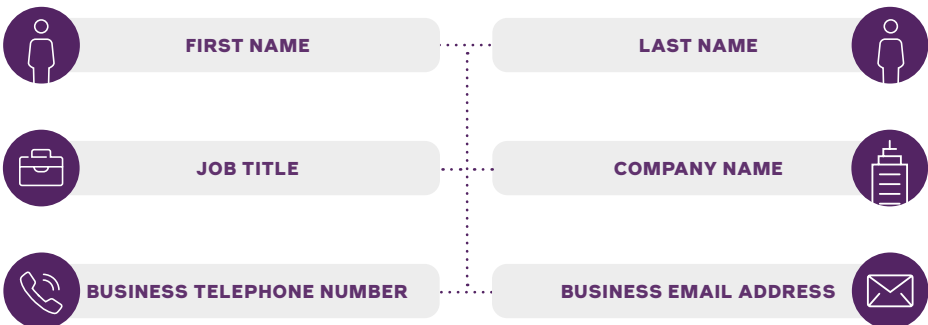 FIRST NAME
LAST NAME
JOB TITLE
COMPANY NAME
BUSINESS TELEPHONE NUMBER
BUSINESS EMAIL ADDRESS